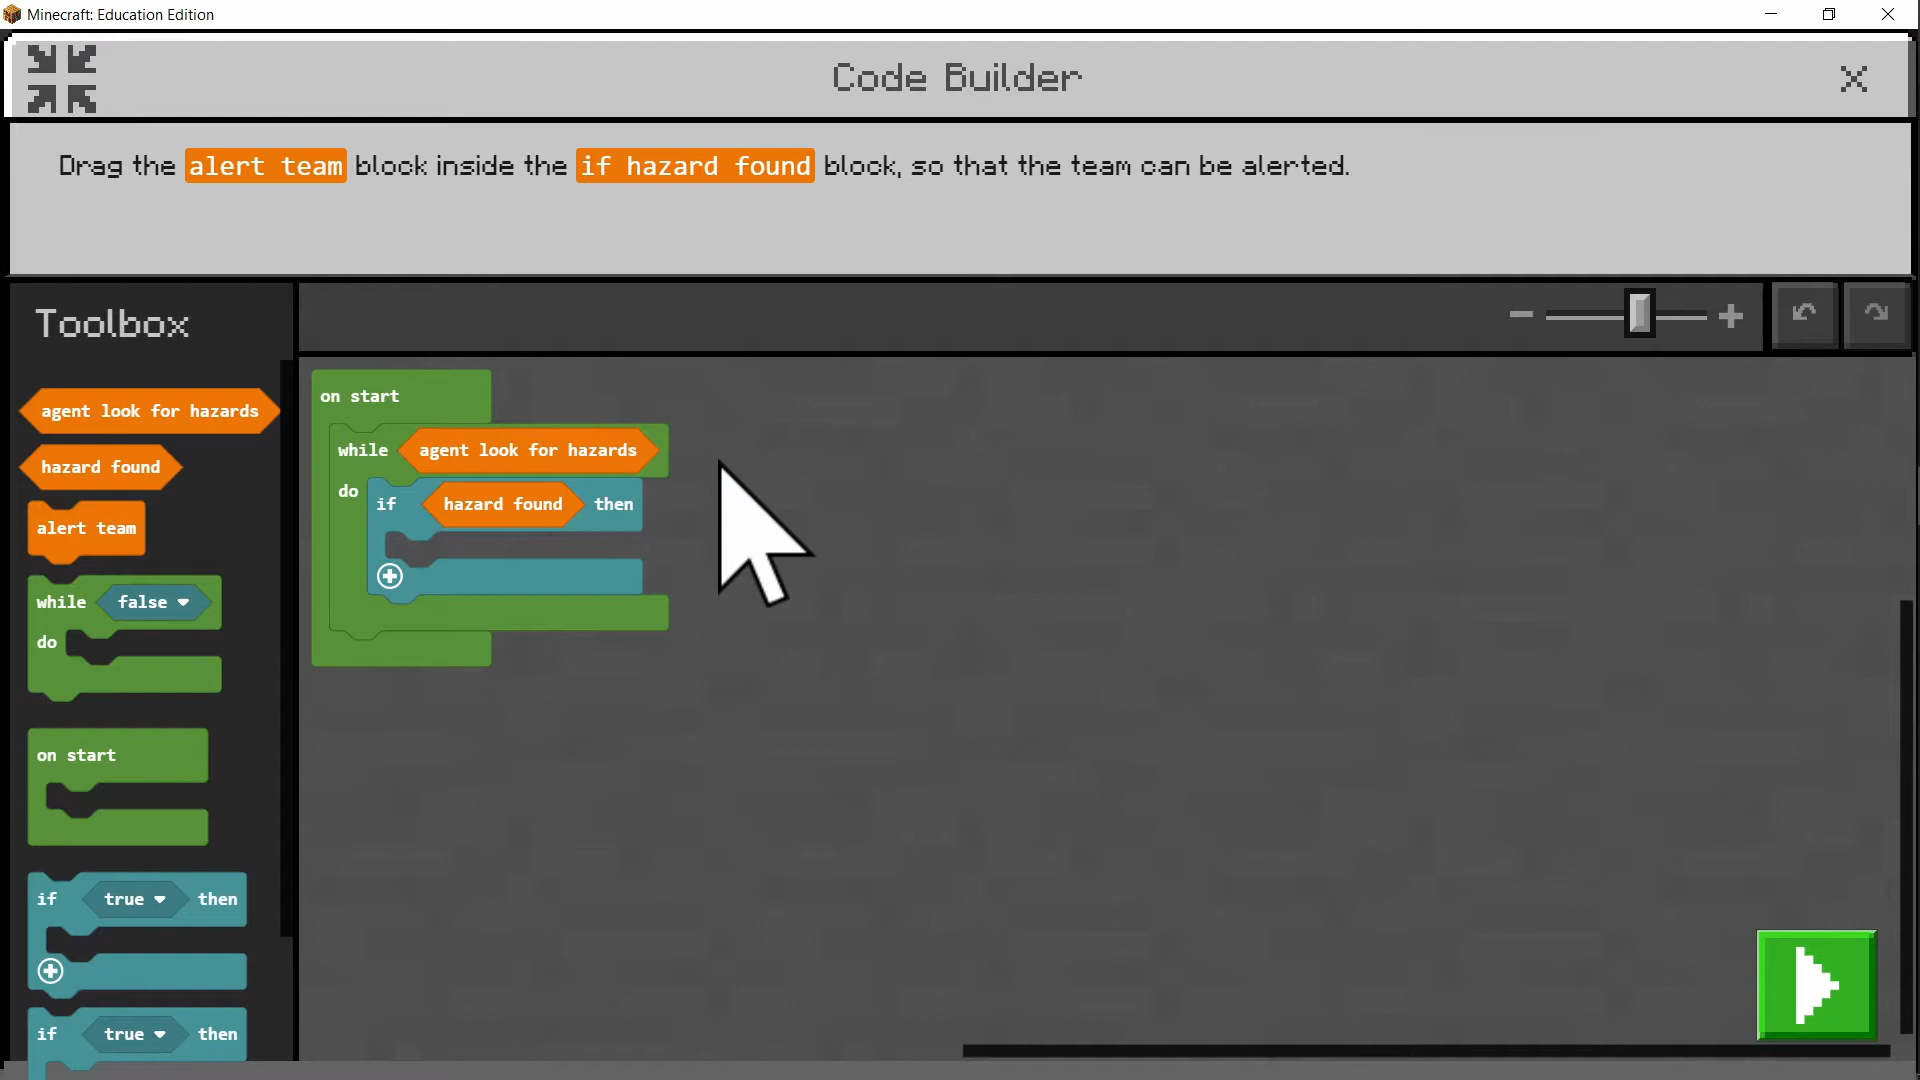 Minecraft: Education Edition
Code Builder
Drag the alert team block inside the if hazard found block, so that the team can be alerted.
Toolbox
agent look for hazards
hazard found
alert team
while false
do
on start
if true then
if true then
on start
while agent look for hazards
do if hazard found then